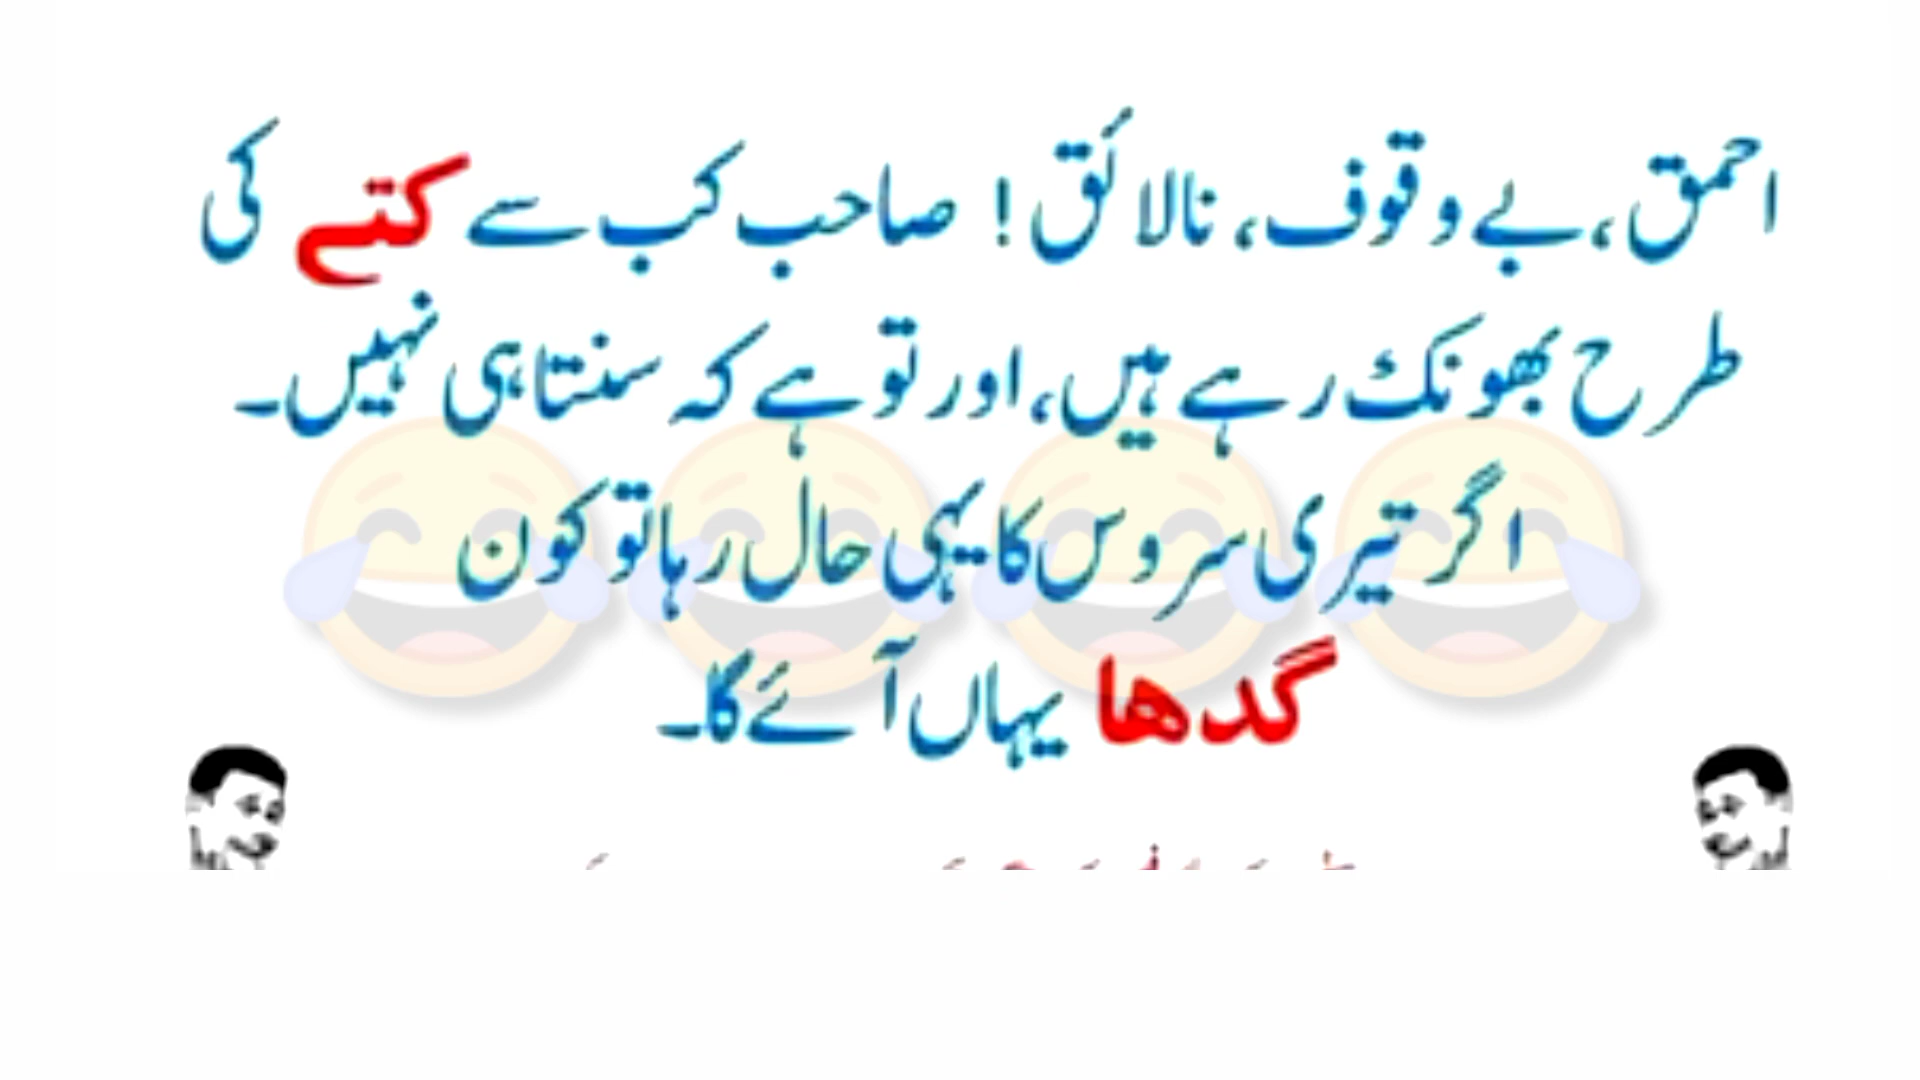 احمق، بے وقوف، نالائق! صاحب کب سے کتے کی
طرح بھونک رہے ہیں، اور تو ہے کہ سنتا ہی نہیں۔
اگر تیری سروس کا یہی حال رہا تو کون
گدھا یہاں آئے گا۔